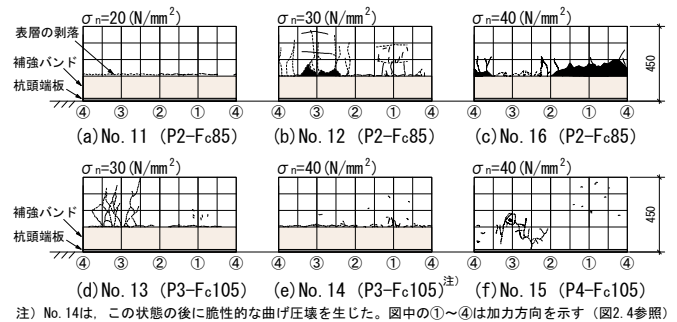 σn=20(N/mm²) σn=30(N/mm²) σn=40(N/mm²)
表層の剥落
補強バンド
杭頭端板
450
④ ③ ② ① ④ ④ ③ ② ① ④ ④ ③ ② ① ④
(a)No.11 (P2-Fc85) (b)No.12 (P2-Fc85) (c)No.16 (P2-Fc85)
σn=30(N/mm²) σn=40(N/mm²) σn=40(N/mm²)
補強バンド
杭頭端板
450
④ ③ ② ① ④ ④ ③ ② ① ④ ④ ③ ② ① ④
(d)No.13 (P3-Fc105) (e)No.14 (P3-Fc105)注) (f)No.15 (P4-Fc105)
注) No.14は，この状態の後に脆性的な曲げ圧壊を生じた。図中の①～④は加力方向を示す（図2.4参照）